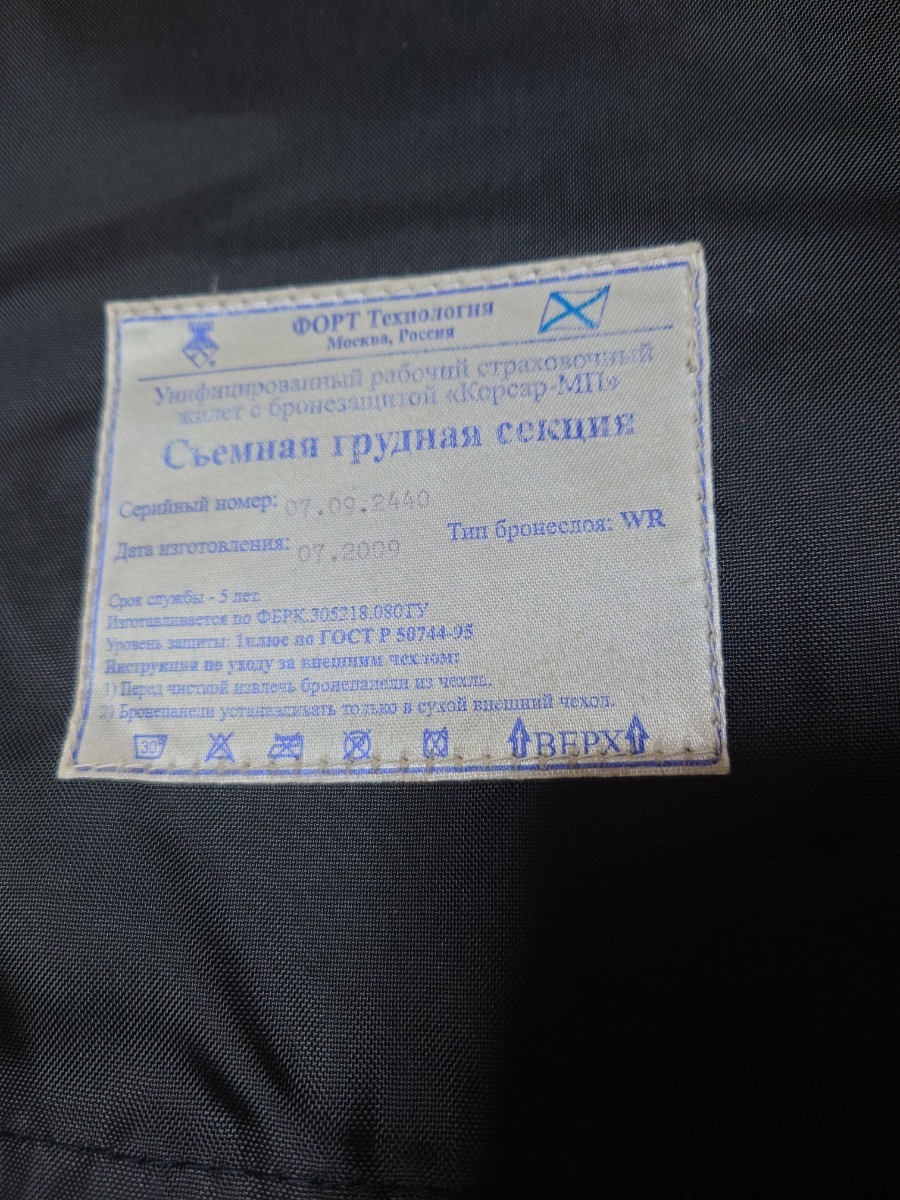 ФОРТ Технология
Москва, Россия
Унифицированный рабочий страховочный
жилет с бронезащитой «Корсар-МП»
Съемная грудная секция
Серийный номер: 07.09.2440
Дата изготовления: 07.2009
Тип бронеслоя: WR
Срок службы - 5 лет.
Изготавливается по ФБРК.305218.080ТУ
Уровень защиты: 1плюс по ГОСТ Р 50744-95
Инструкции по уходу за внешним чехлом:
1) Перед чисткой извлечь бронепанели из чехла.
2) Бронепанели устанавливать только в сухой внешний чехол.
30°
ВЕРХ